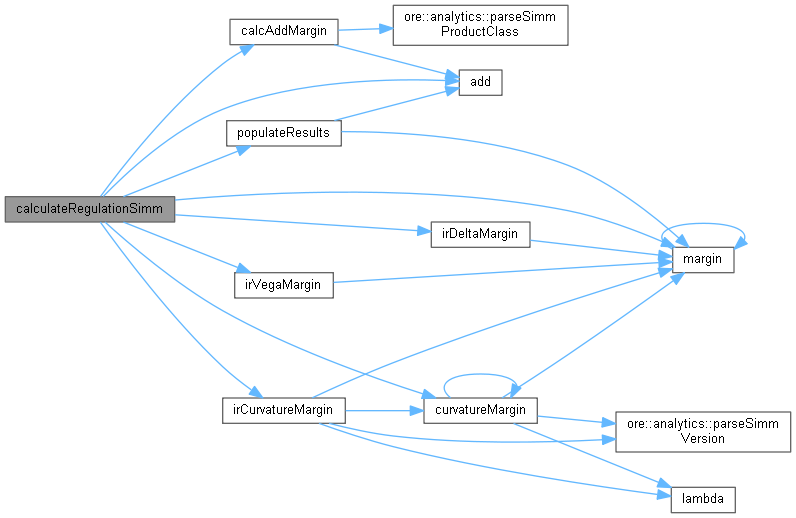 calcAddMargin
ore::analytics::parseSimm
ProductClass
add
populateResults
calculateRegulationSimm
irDeltaMargin
margin
irVegaMargin
irCurvatureMargin
curvatureMargin
ore::analytics::parseSimm
Version
lambda